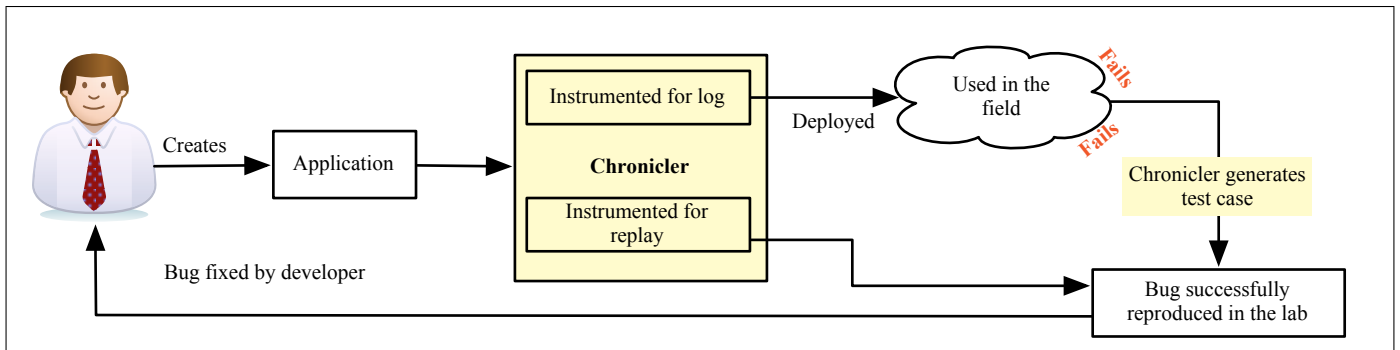 Creates
Application
Instrumented for log
Chronicler
Instrumented for
replay
Deployed
Used in the
field
Fails
Fails
Chronicler generates
test case
Bug successfully
reproduced in the lab
Bug fixed by developer